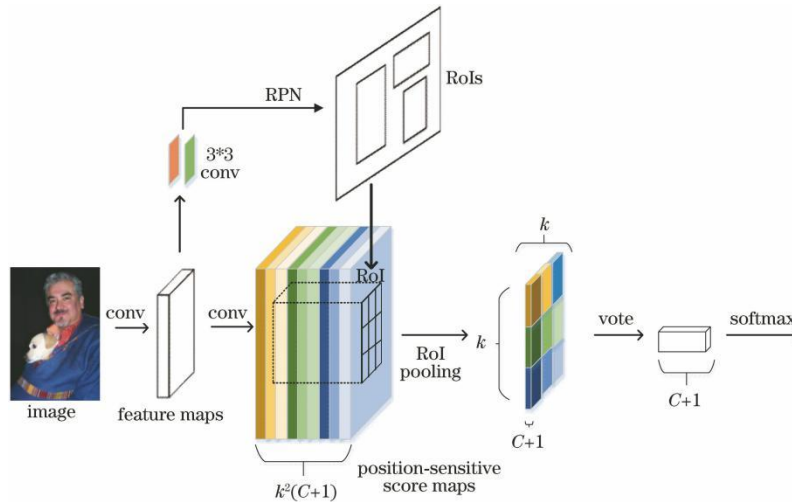 RPN
RoIs
3*3
conv
RoI
k
conv
conv
k
RoI
pooling
vote
softmax
image
feature maps
C+1
C+1
k²(C+1)
position-sensitive
score maps